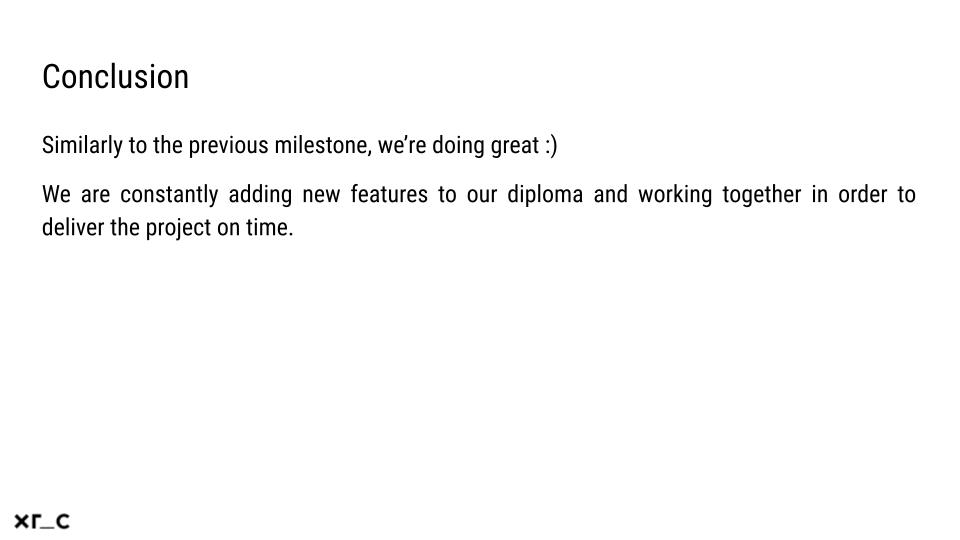 Conclusion
Similarly to the previous milestone, we’re doing great :)
We are constantly adding new features to our diploma and working together in order to
deliver the project on time.
xr_c